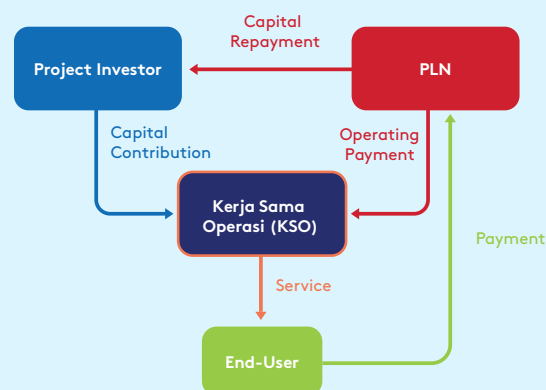 Capital
Repayment
Project Investor
PLN
Capital
Contribution
Operating
Payment
Kerja Sama
Operasi (KSO)
Payment
Service
End-User